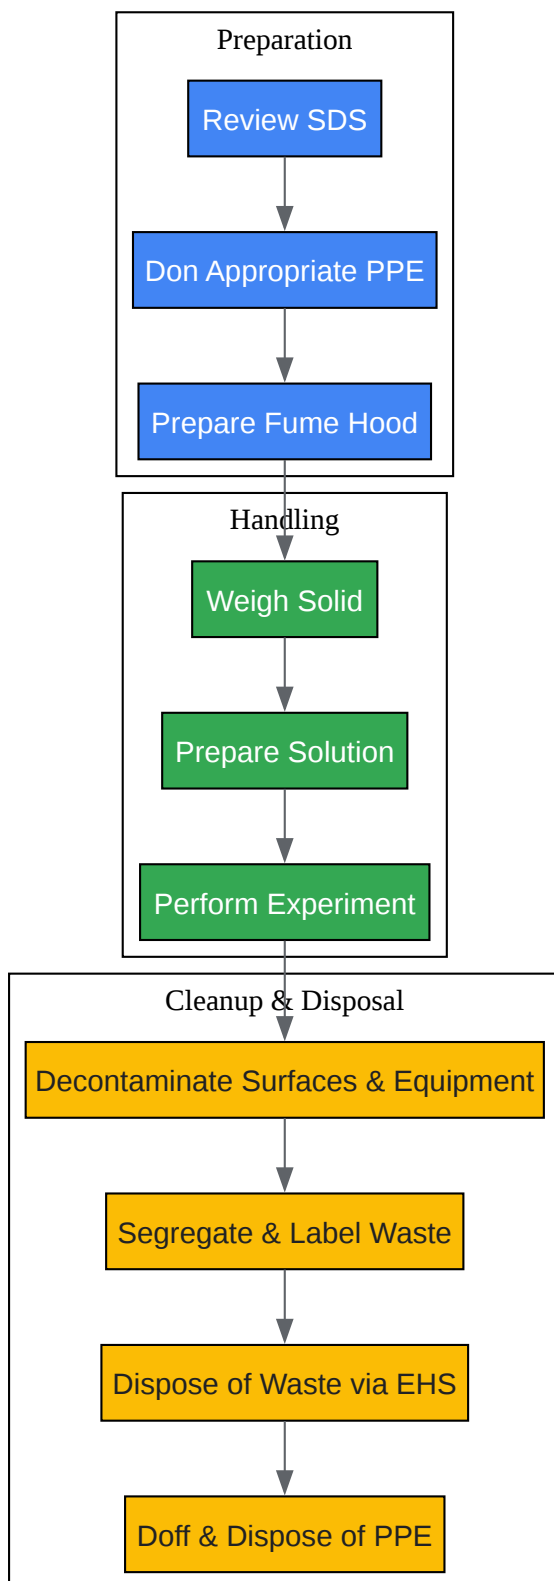 Preparation
Review SDS
Don Appropriate PPE
Prepare Fume Hood
Handling
Weigh Solid
Prepare Solution
Perform Experiment
Cleanup & Disposal
Decontaminate Surfaces & Equipment
Segregate & Label Waste
Dispose of Waste via EHS
Doff & Dispose of PPE